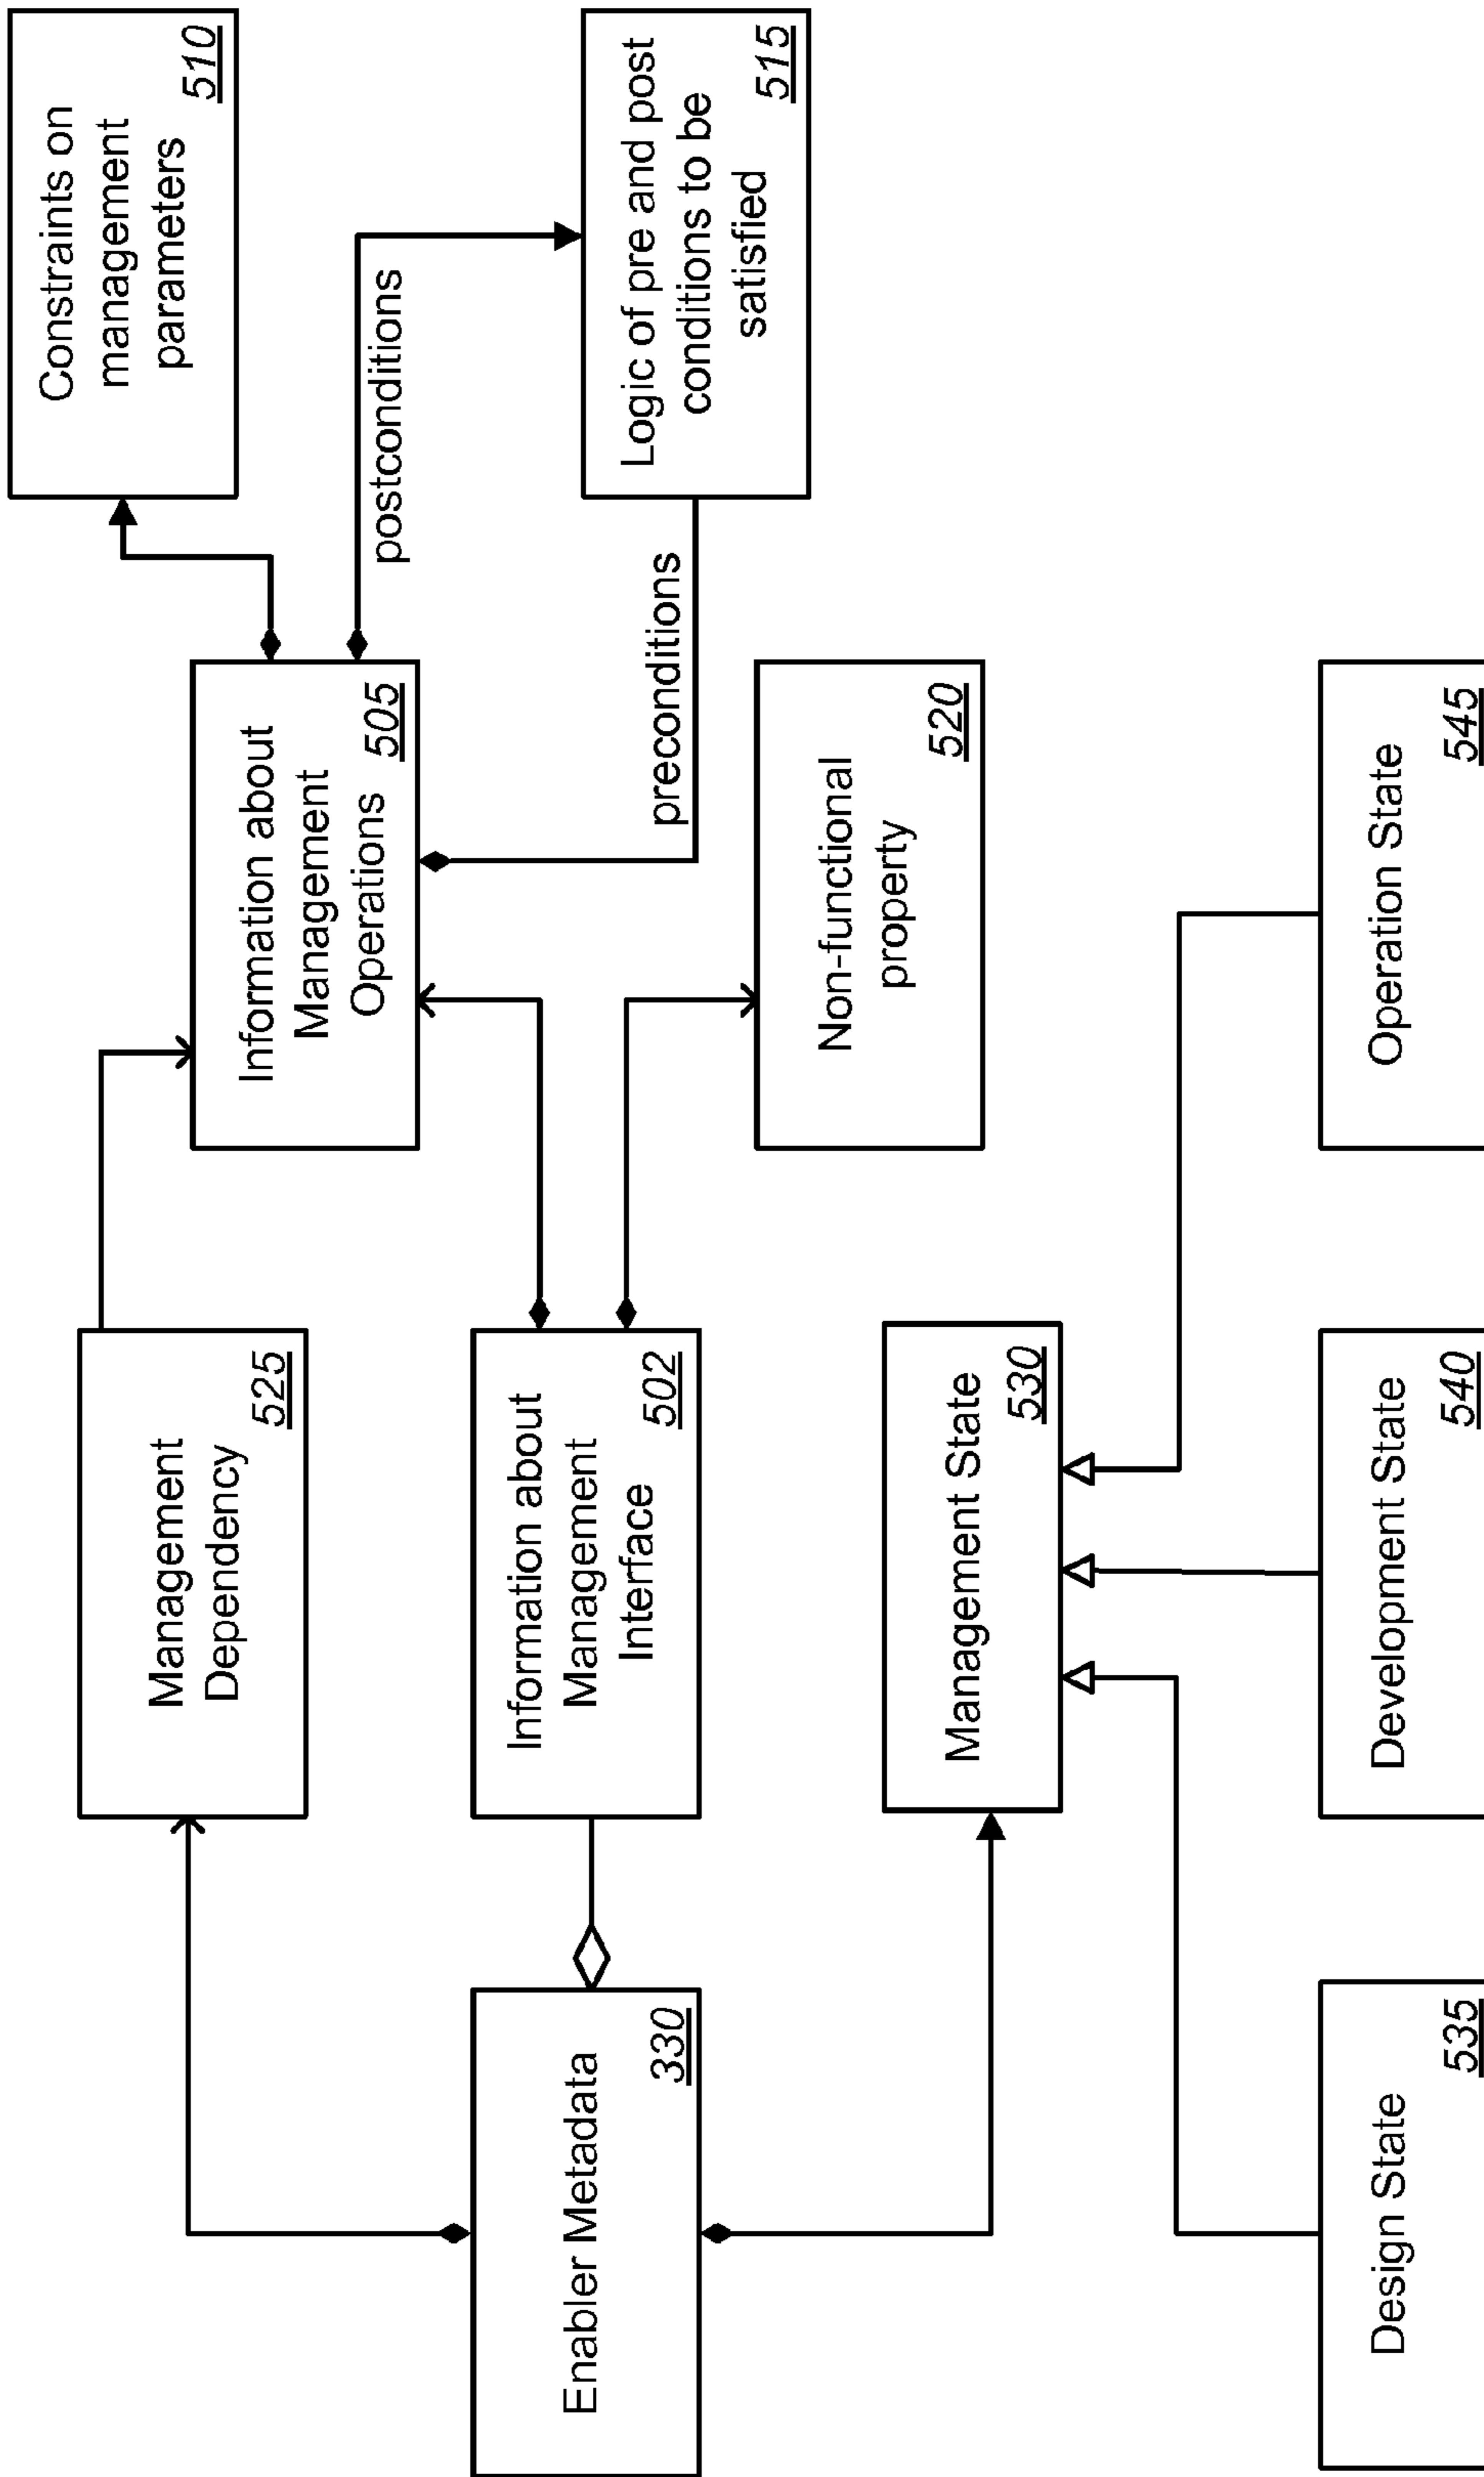 Constraints on
management
parameters
510
Management
Dependency
525
Information about
Management
Operations
505
postconditions
Logic of pre and post
conditions to be
satisfied
515
preconditions
Enabler Metadata
330
Information about
Management
Interface
502
Non-functional
property
520
Management State
530
Design State
535
Development State
540
Operation State
545